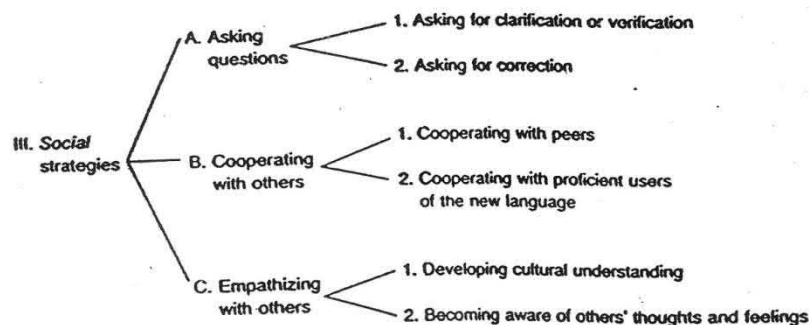 A. Asking
questions
1. Asking for clarification or verification
2. Asking for correction
III. Social
strategies
B. Cooperating
with others
1. Cooperating with peers
2. Cooperating with proficient users
of the new language
C. Empathizing
with others
1. Developing cultural understanding
2. Becoming aware of others' thoughts and feelings